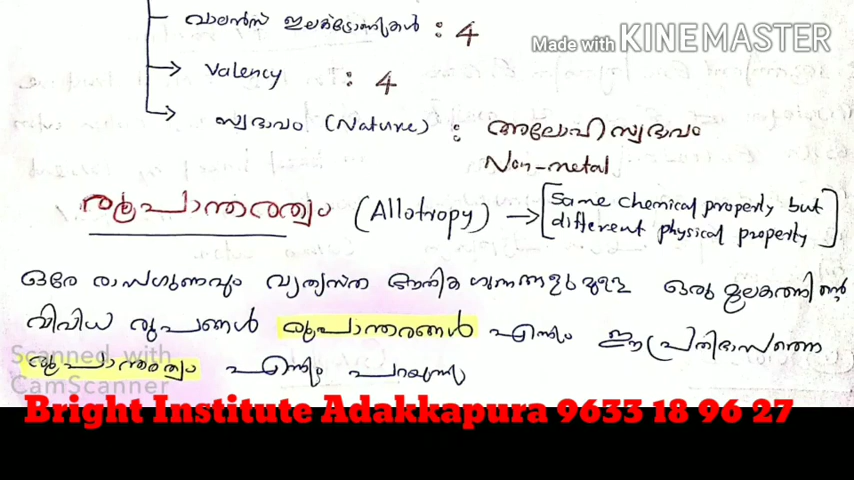 വാലൻസ് ഇലക്ട്രോണുകൾ : 4
Made with KINEMASTER
Valency : 4
സ്വഭാവം (Nature) : അലോഹസ്വഭാവം
Non-metal
രൂപാന്തരത്വം (Allotropy) → [Same chemical property but
different physical property]
ഒരേ രാസഗുണവും വ്യത്യസ്ത ഭൗതിക ഗുണങ്ങളുമുള്ള ഒരു മൂലകത്തിന്റെ
വിവിധ രൂപങ്ങൾ രൂപാന്തരങ്ങൾ എന്നും ഈ പ്രതിഭാസത്തെ
രൂപാന്തരത്വം എന്നും പറയുന്നു
Scanned with
CamScanner
Bright Institute Adakkapura 9633 18 96 27